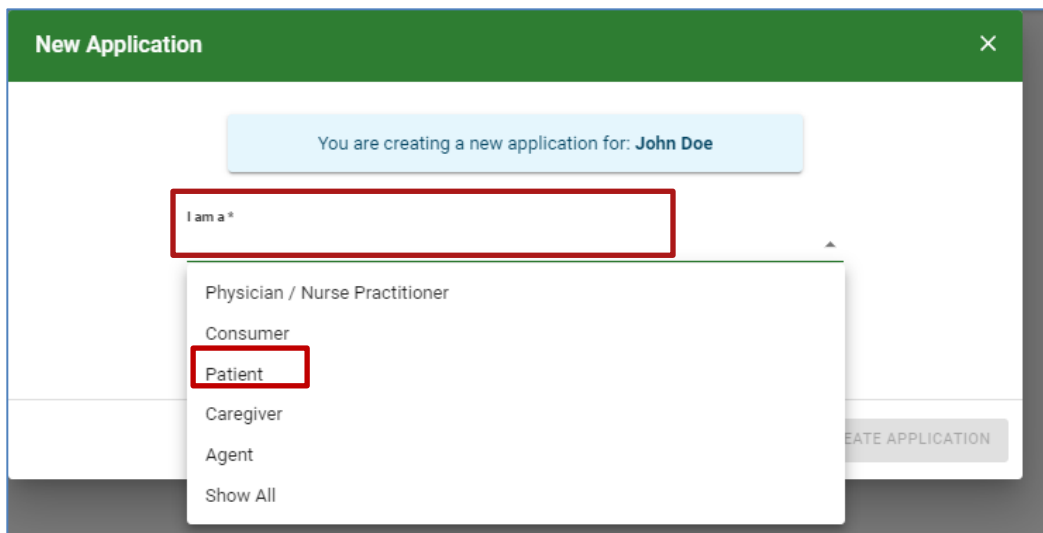 New Application
You are creating a new application for: John Doe
I am a *
Physician / Nurse Practitioner
Consumer
Patient
Caregiver
Agent
Show All
EATE APPLICATION